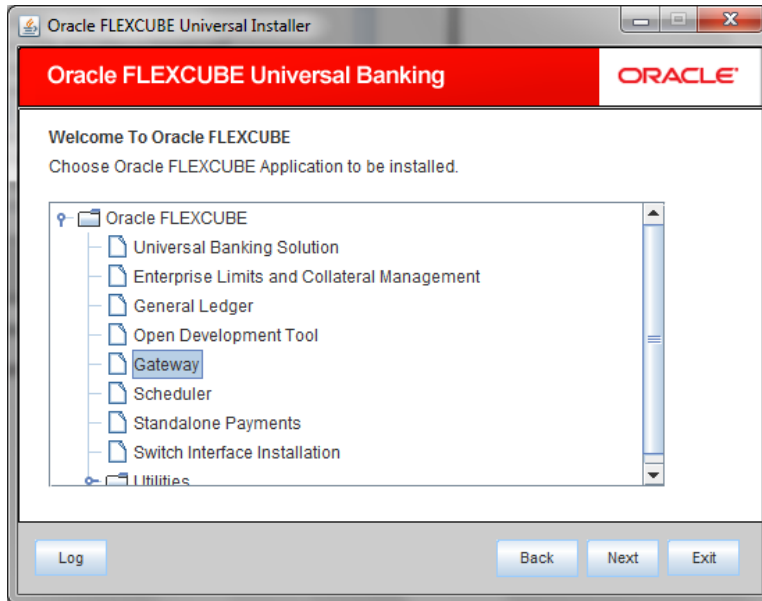 Oracle FLEXCUBE Universal Installer
Oracle FLEXCUBE Universal Banking
ORACLE®
Welcome To Oracle FLEXCUBE
Choose Oracle FLEXCUBE Application to be installed.
Oracle FLEXCUBE
Universal Banking Solution
Enterprise Limits and Collateral Management
General Ledger
Open Development Tool
Gateway
Scheduler
Standalone Payments
Switch Interface Installation
Utilities
Log
Back
Next
Exit